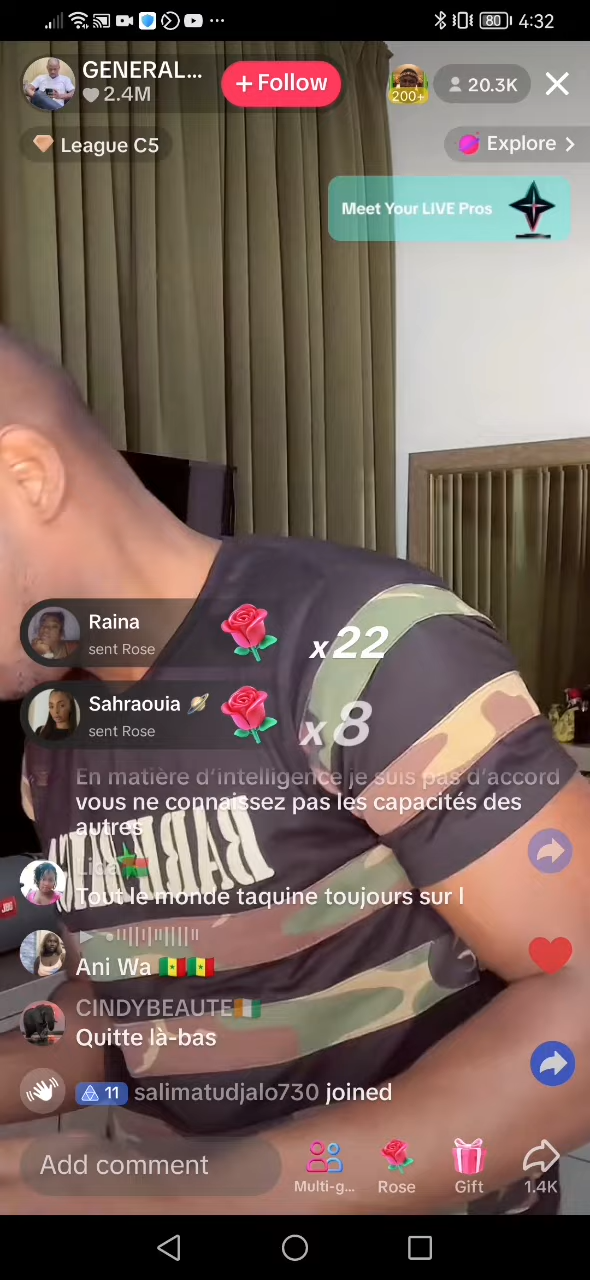 80 4:32
GENERAL... + Follow 200+ 20.3K
2.4M
League C5
Explore
Meet Your LIVE Pros
Raina
sent Rose
x22
Sahraouia 🪐
sent Rose
x8
En matière d'intelligence je suis pas d'accord
vous ne connaissez pas les capacités des
autres
Tout le monde taquine toujours sur l
JBL
Ani Wa 🇸🇳🇸🇳
CINDYBEAUTE🇨🇮
Quitte là-bas
11 salimatudjalo730 joined
Add comment
Multi-g... Rose Gift 1.4K